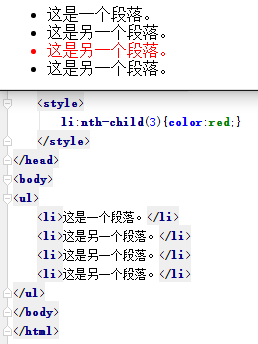 • 这是一个段落。
• 这是另一个段落。
• 这是另一个段落。
• 这是另一个段落。
<style>
li:nth-child(3){color:red;}
</style>
</head>
<body>
<ul>
<li>这是一个段落。</li>
<li>这是另一个段落。</li>
<li>这是另一个段落。</li>
<li>这是另一个段落。</li>
</ul>
</body>
</html>